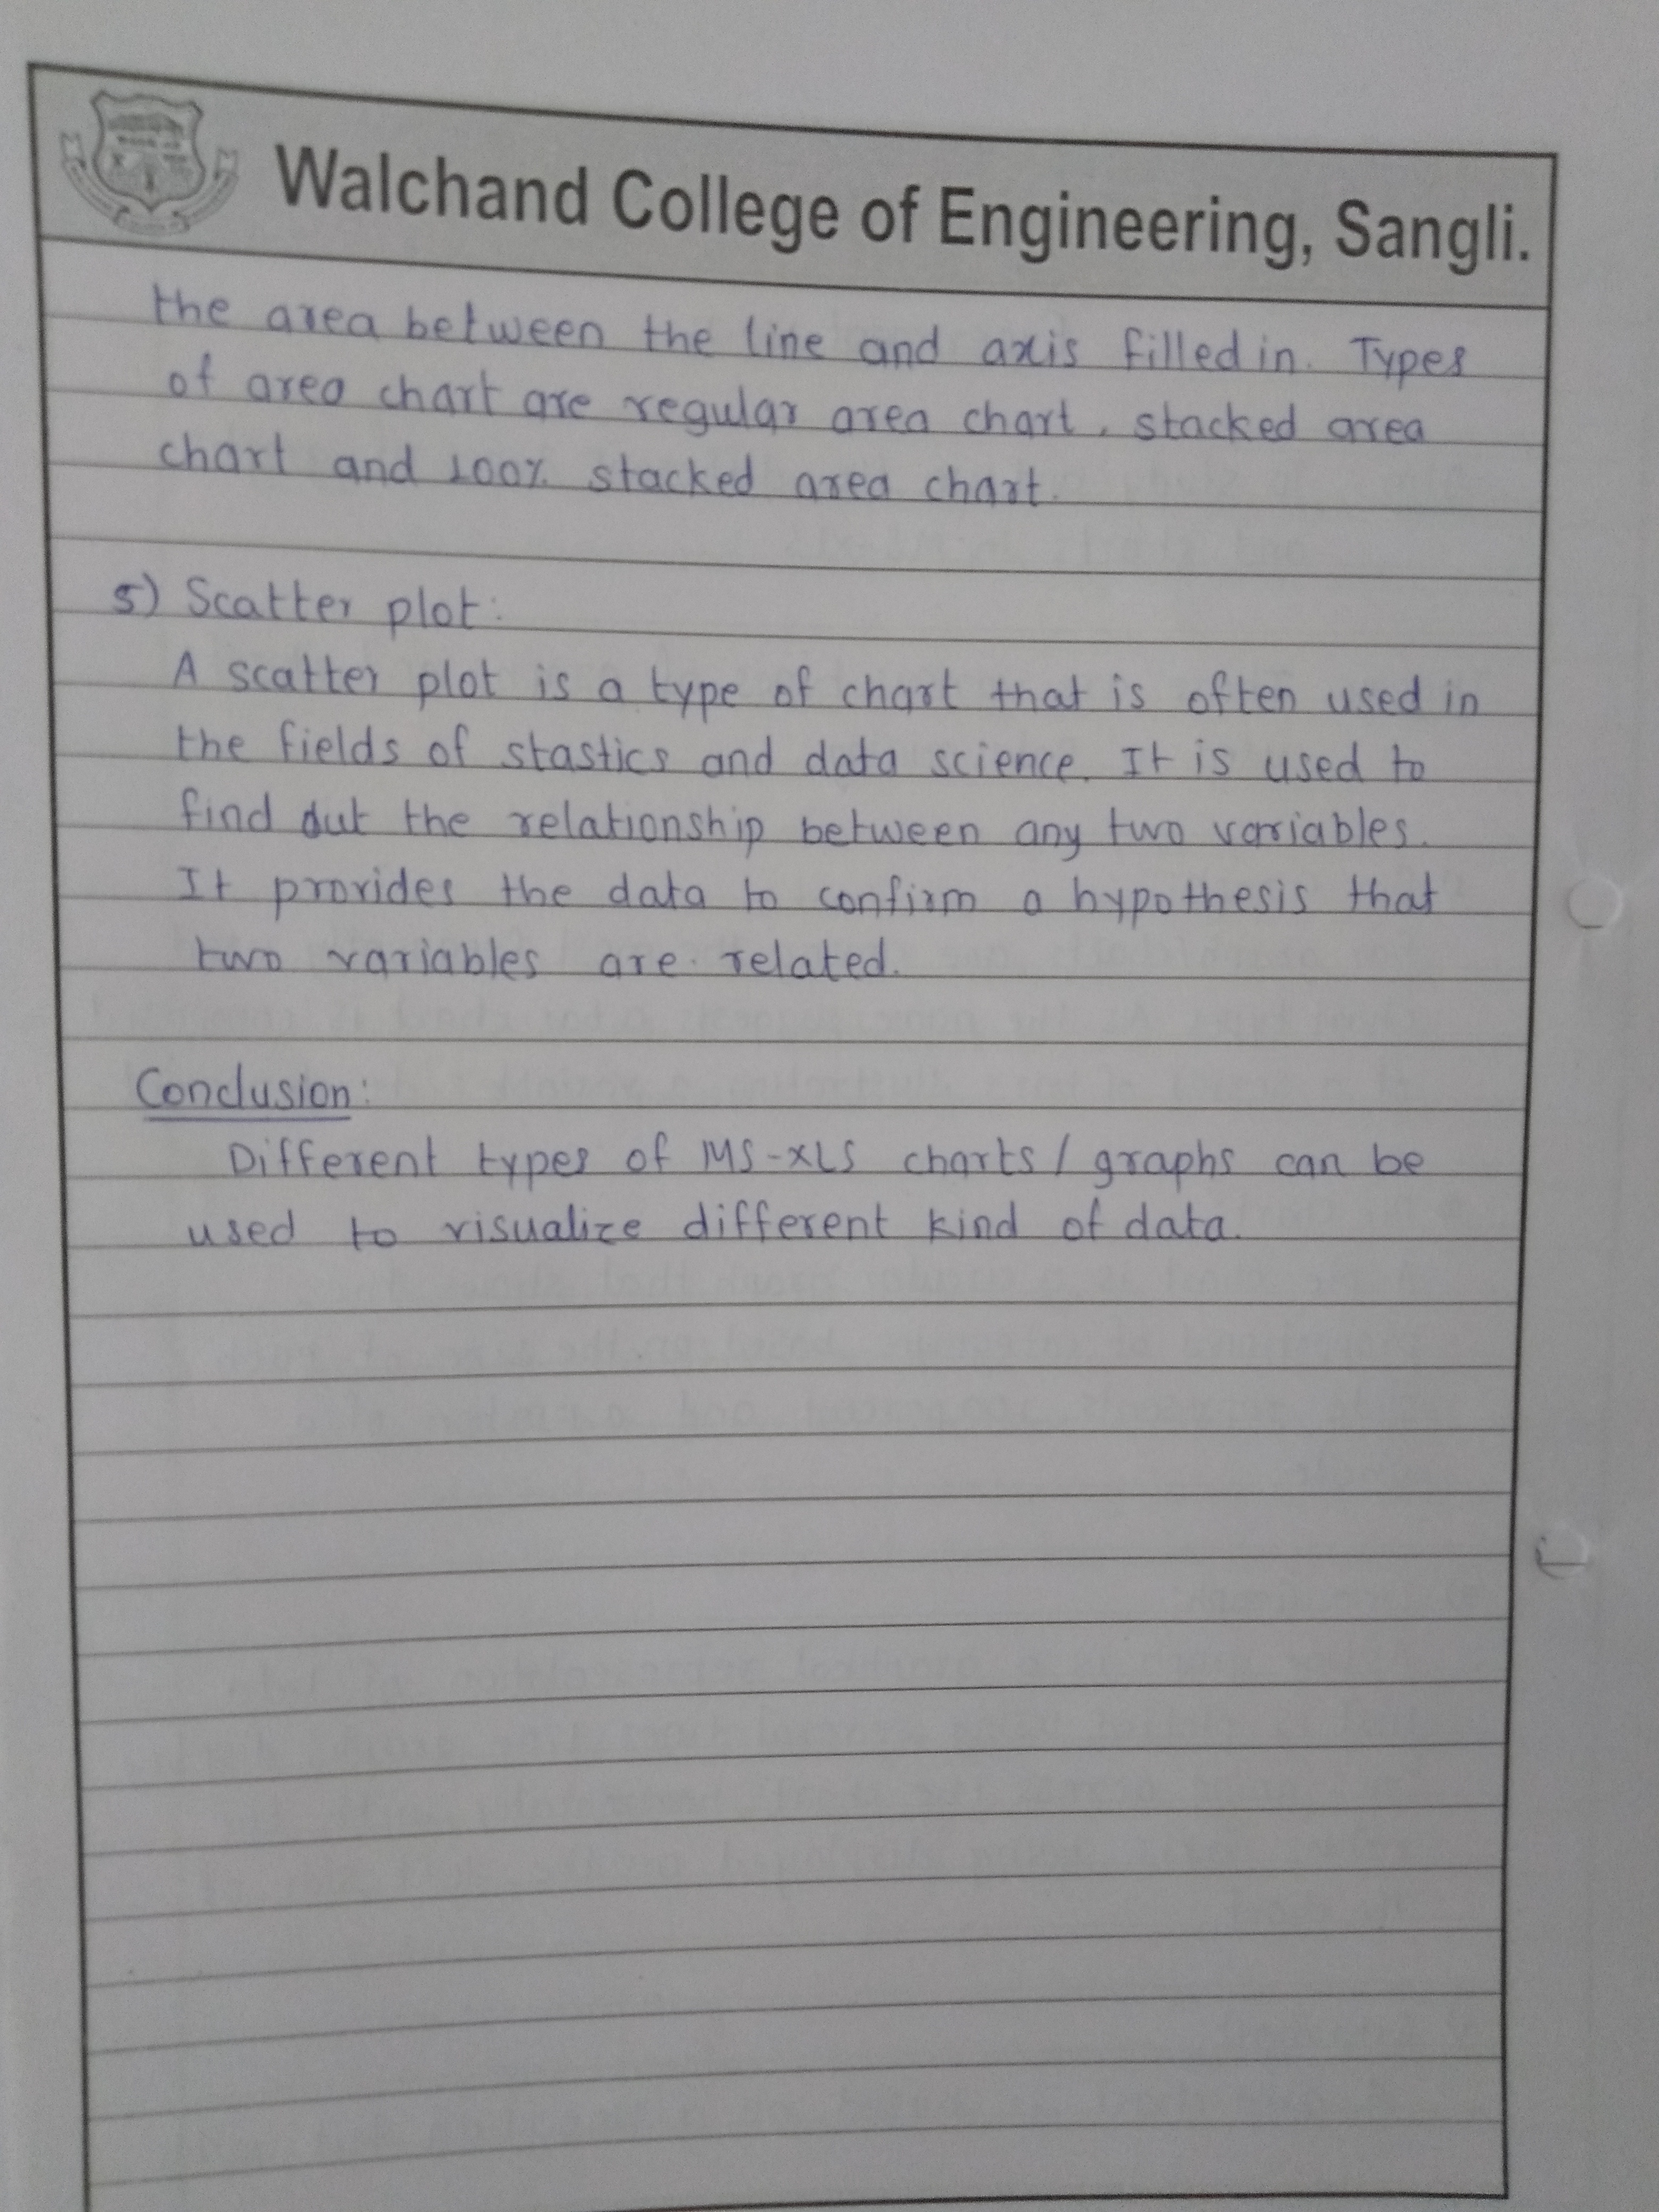 Walchand College of Engineering, Sangli.
the area between the line and axis filled in. Types
of area chart are regular area chart, stacked area
chart and 100% stacked area chart.
5) Scatter plot:
A scatter plot is a type of chart that is often used in
the fields of stastics and data science. It is used to
find out the relationship between any two variables.
It provides the data to confirm a hypothesis that
two variables are related.
Conclusion:
Different types of MS-XLS charts / graphs can be
used to visualize different kind of data.